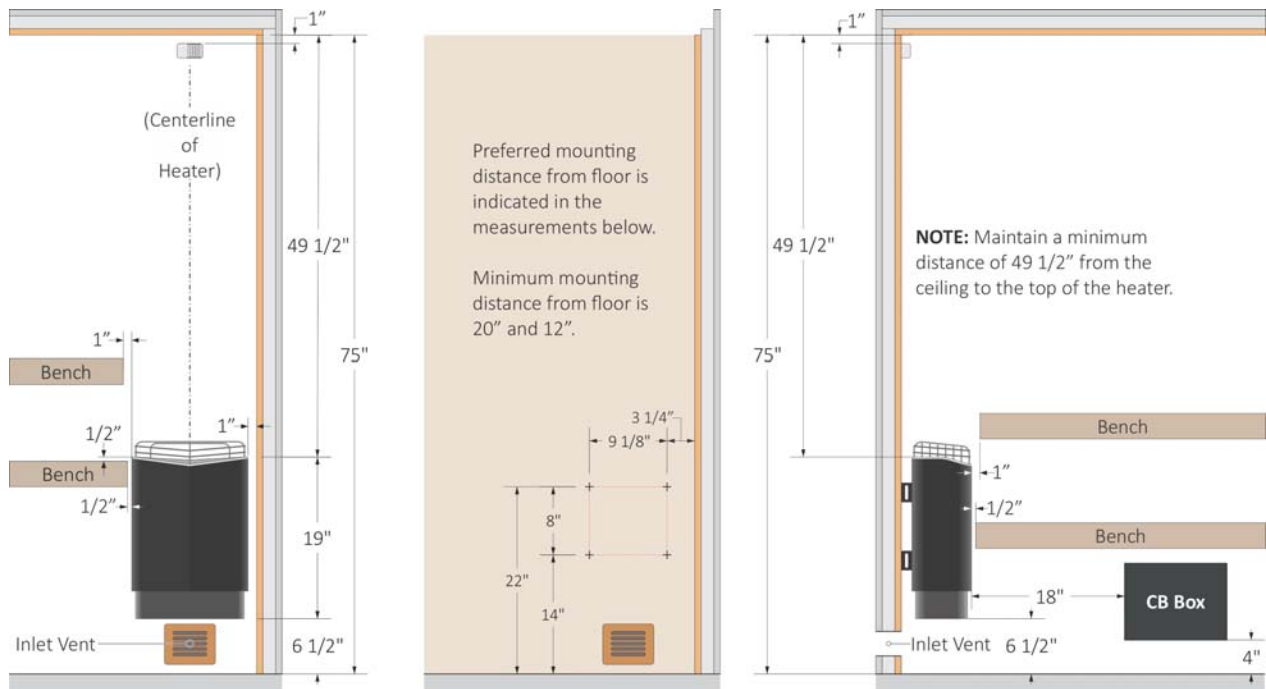 1”
(Centerline
of
Heater)
49 1/2"
75"
1”
Bench
1/2”
1”
Bench
1/2”
19"
Inlet Vent
6 1/2"
Preferred mounting
distance from floor is
indicated in the
measurements below.
Minimum mounting
distance from floor is
20” and 12”.
3 1/4”
9 1/8"
8"
22"
14"
1”
49 1/2"
NOTE: Maintain a minimum
distance of 49 1/2” from the
ceiling to the top of the heater.
75"
Bench
1”
1/2”
Bench
18"
CB Box
Inlet Vent
6 1/2"
4"